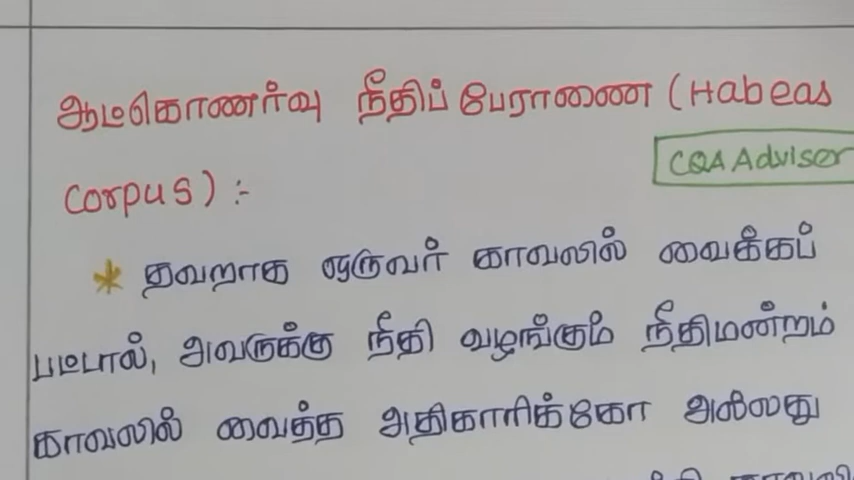 ஆட்கொணர்வு நீதிப் பேராணை (Habeas
CQA Adviser
Corpus) :-
* தவறாக ஒருவர் காவலில் வைக்கப்
பட்டால், அவருக்கு நீதி வழங்கும் நீதிமன்றம்
காவலில் வைத்த அதிகாரிக்கோ அல்லது